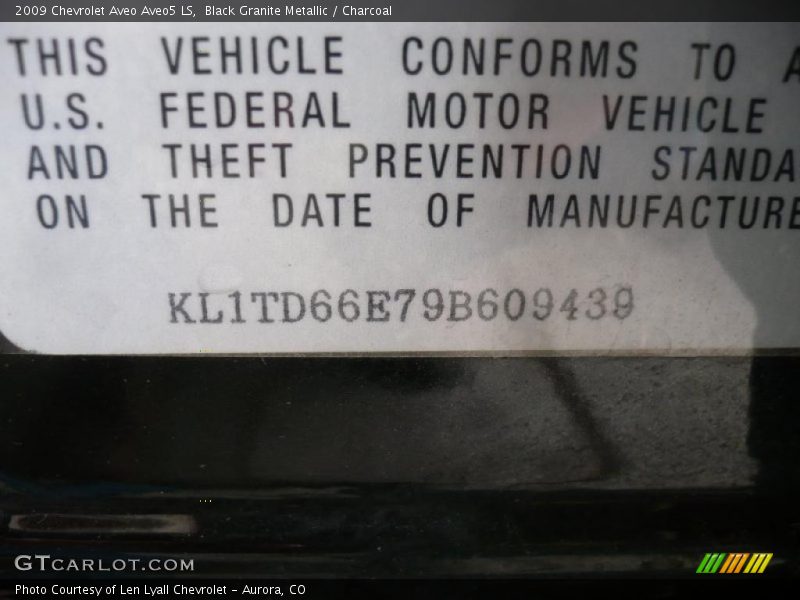 2009 Chevrolet Aveo Aveo5 LS, Black Granite Metallic / Charcoal
THIS VEHICLE CONFORMS TO A
U.S. FEDERAL MOTOR VEHICLE
AND THEFT PREVENTION STANDA
ON THE DATE OF MANUFACTURE
KL1TD66E79B609439
GTCARLOT.COM
Photo Courtesy of Len Lyall Chevrolet - Aurora, CO